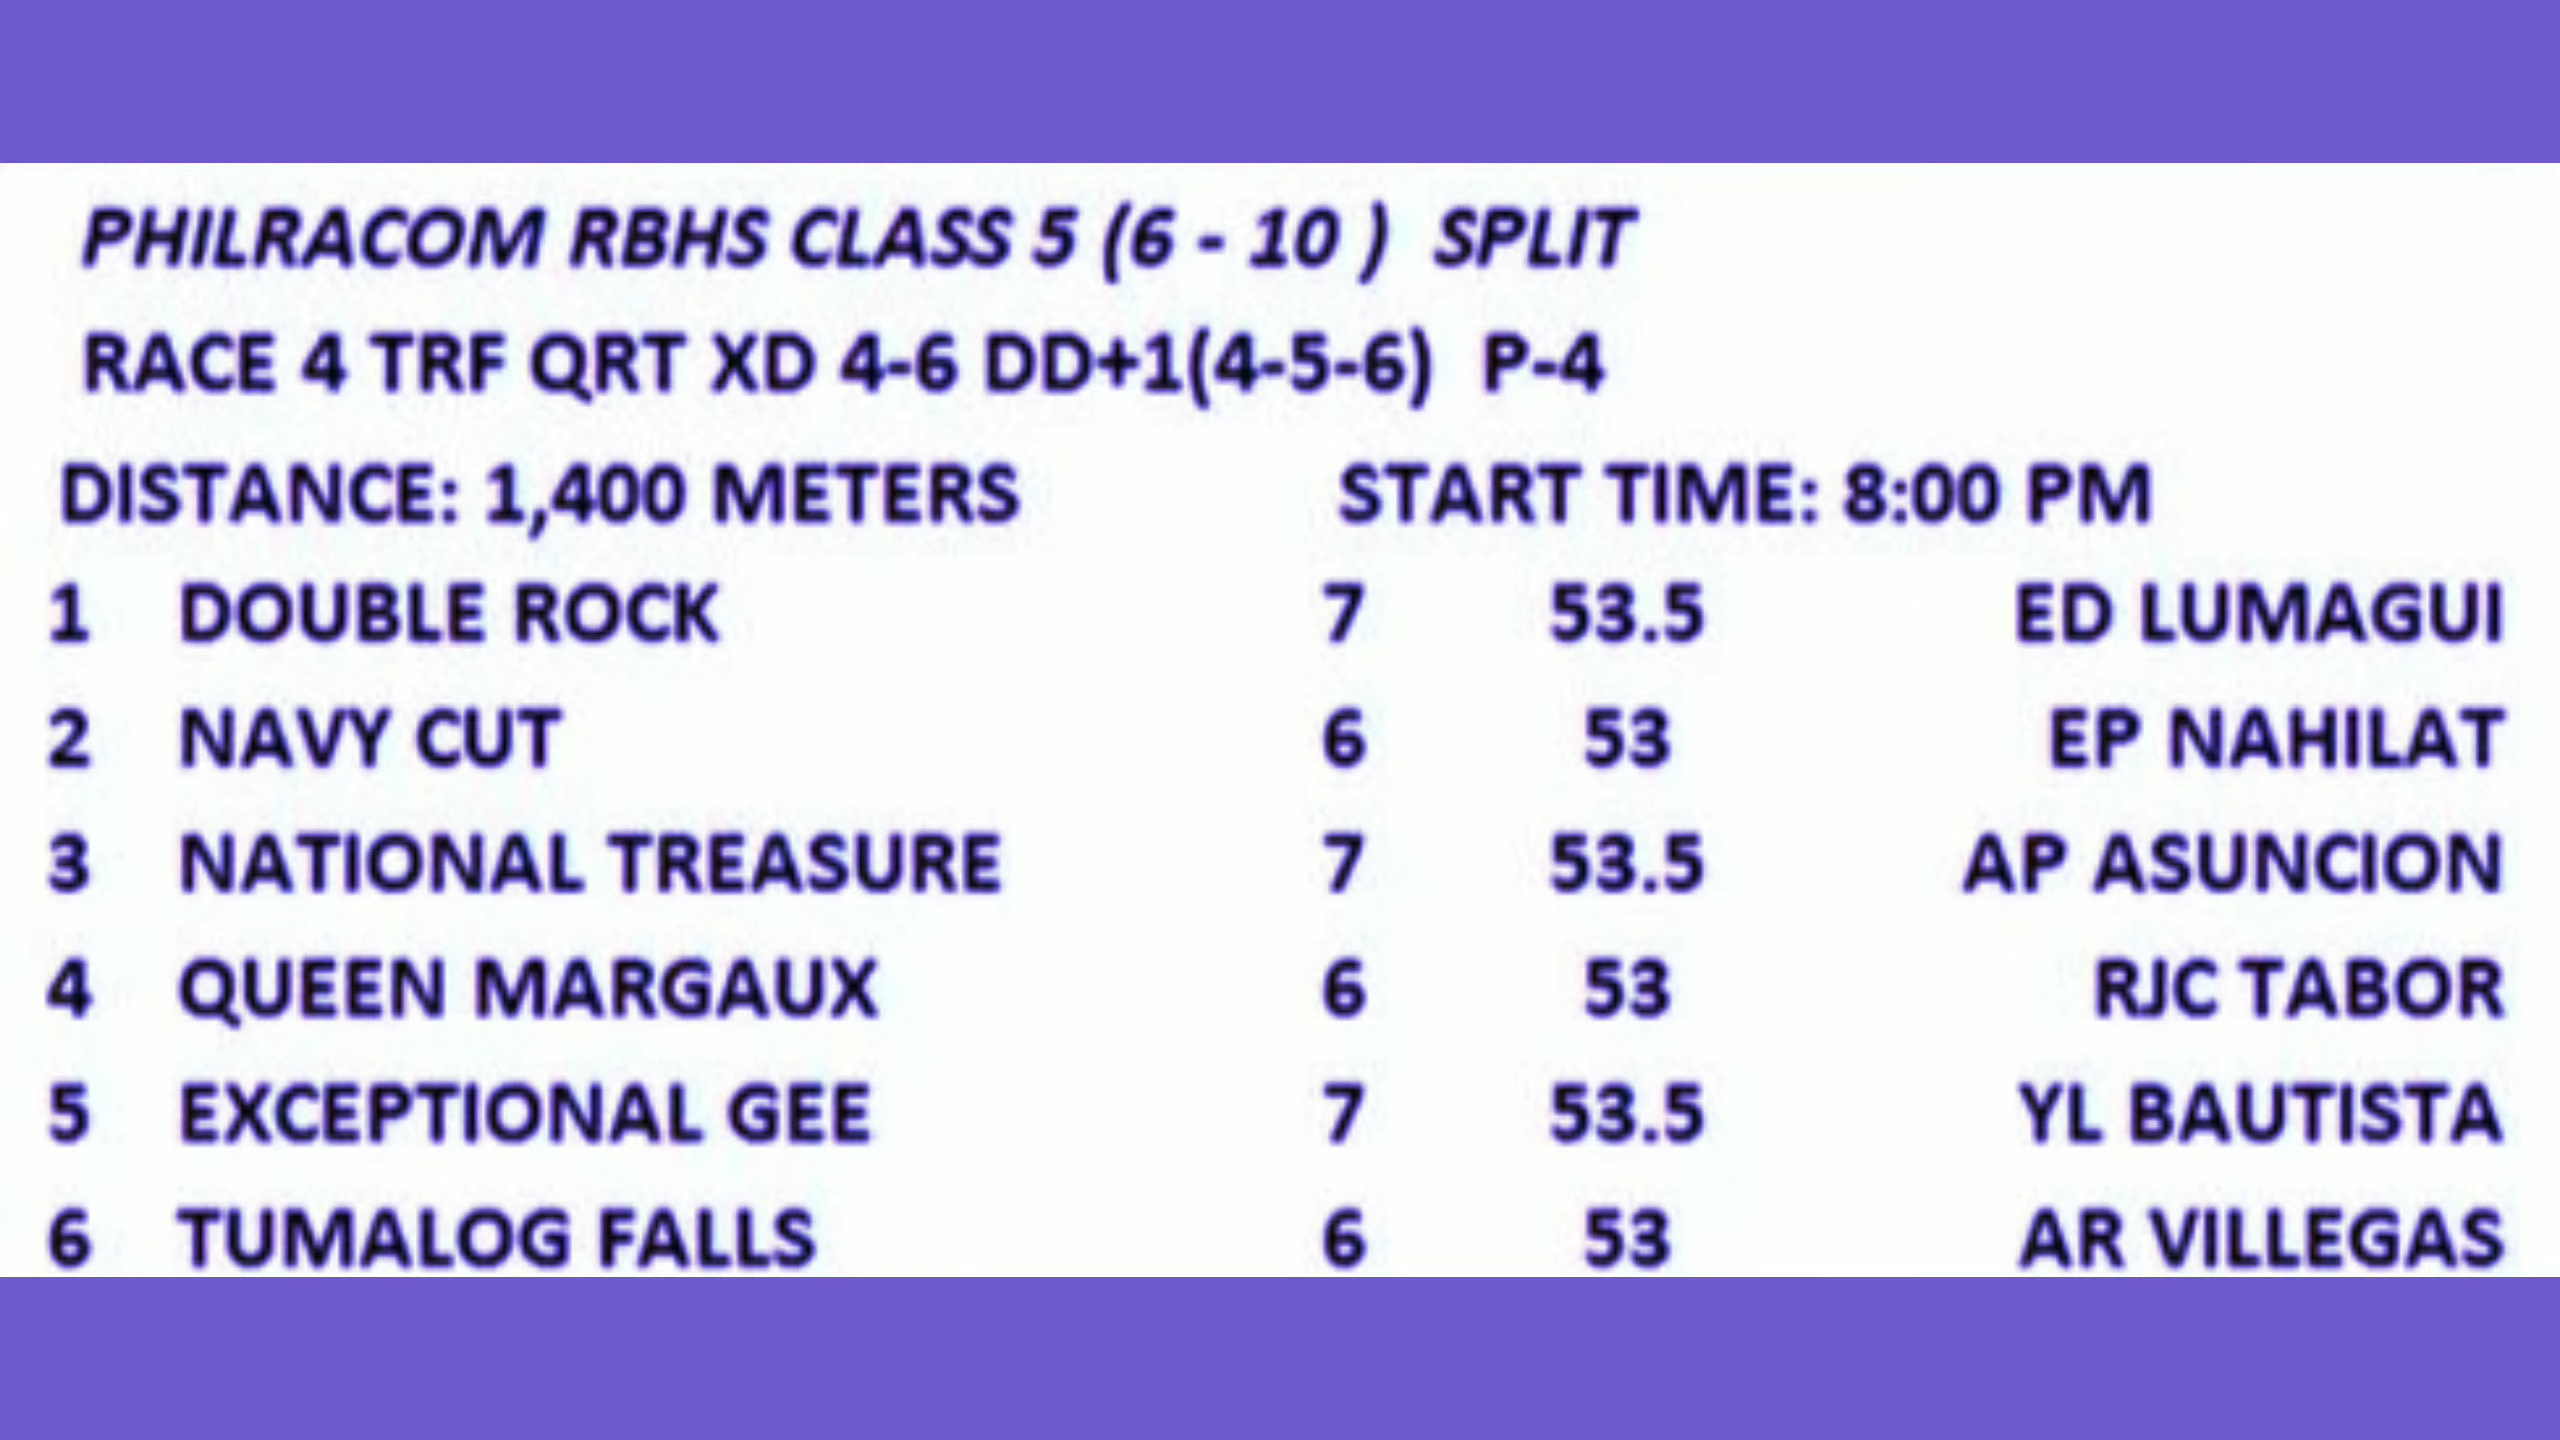 PHILRACOM RBHS CLASS 5 (6 - 10 ) SPLIT
RACE 4 TRF QRT XD 4-6 DD+1(4-5-6) P-4
DISTANCE: 1,400 METERS START TIME: 8:00 PM
1 DOUBLE ROCK 7 53.5 ED LUMAGUI
2 NAVY CUT 6 53 EP NAHILAT
3 NATIONAL TREASURE 7 53.5 AP ASUNCION
4 QUEEN MARGAUX 6 53 RJC TABOR
5 EXCEPTIONAL GEE 7 53.5 YL BAUTISTA
6 TUMALOG FALLS 6 53 AR VILLEGAS